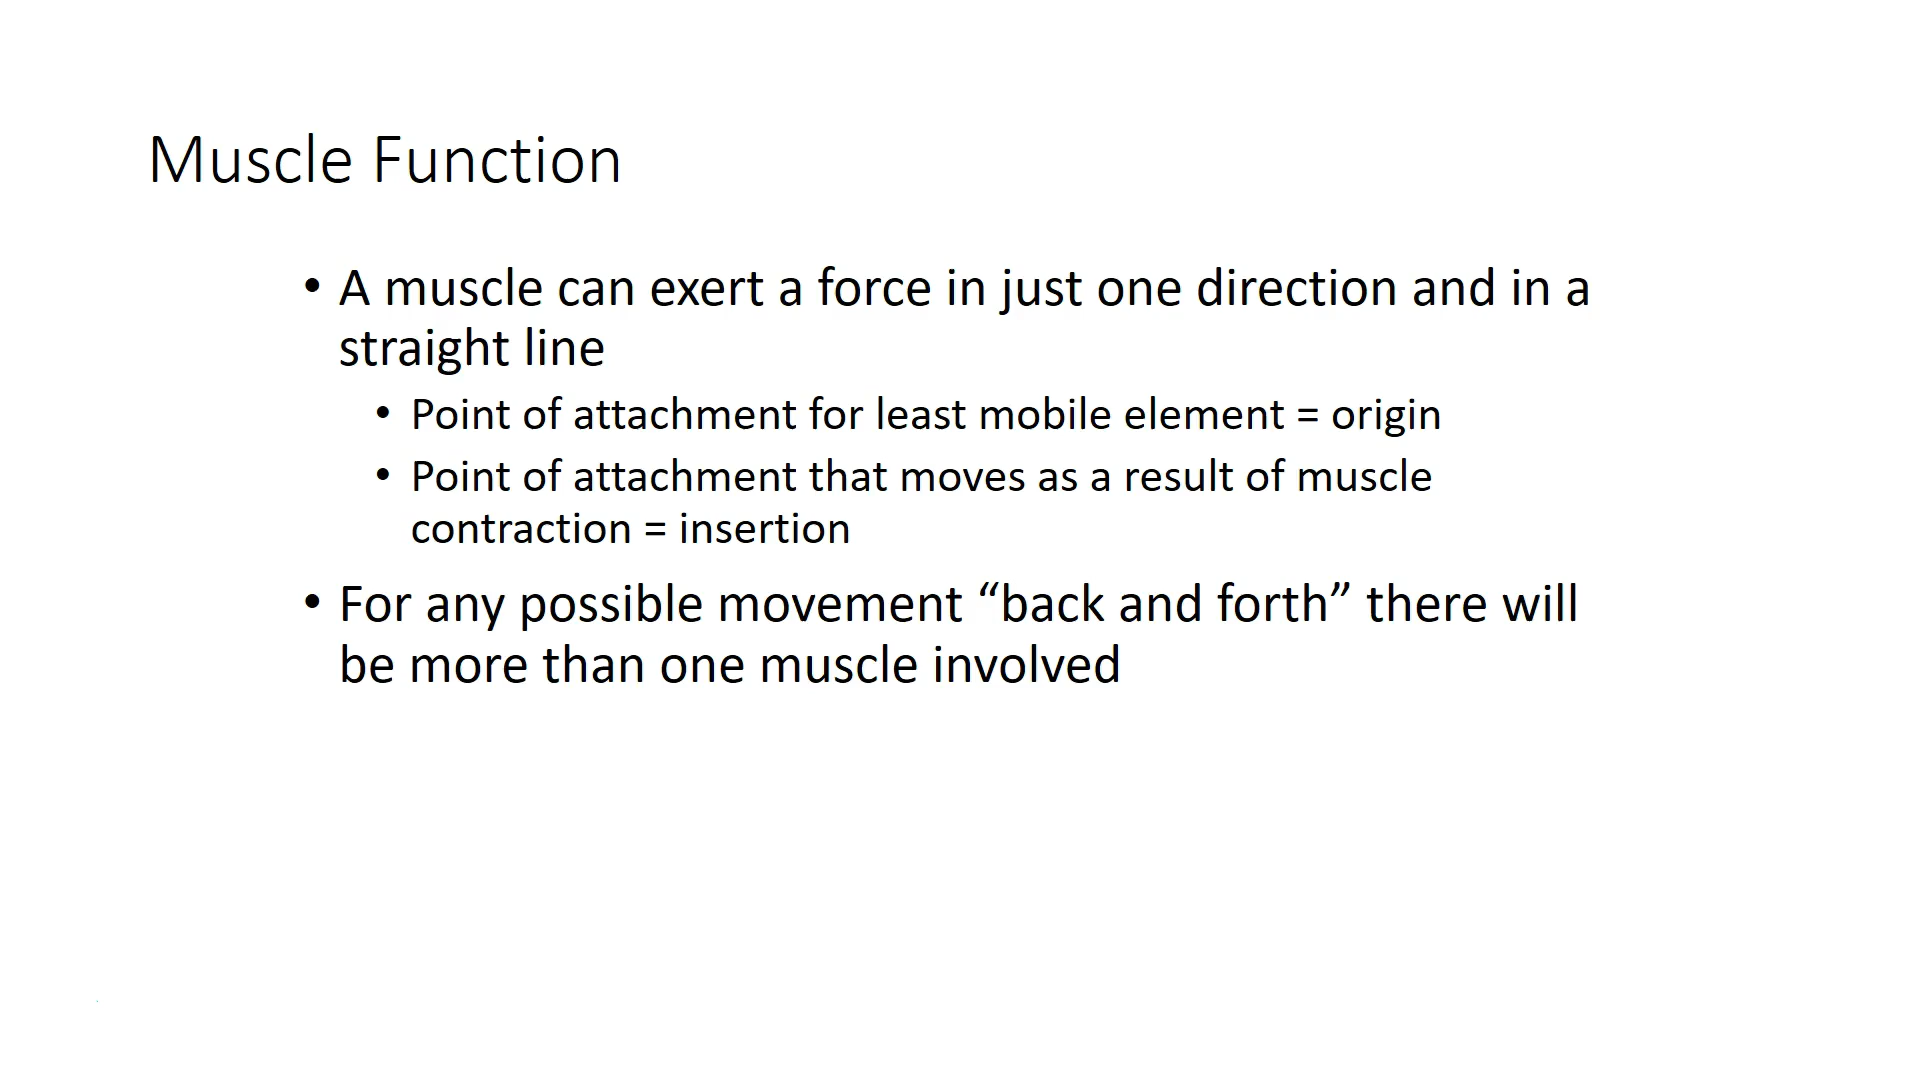 Muscle Function
• A muscle can exert a force in just one direction and in a
straight line
• Point of attachment for least mobile element = origin
• Point of attachment that moves as a result of muscle
contraction = insertion
• For any possible movement “back and forth” there will
be more than one muscle involved